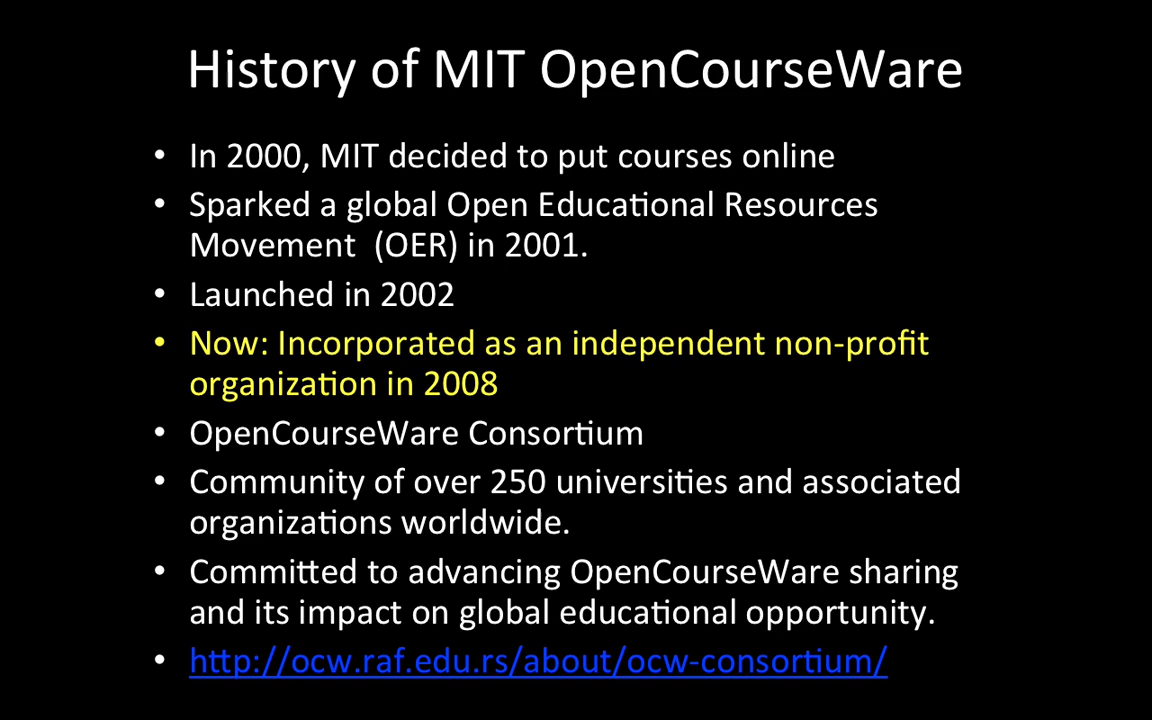 History of MIT OpenCourseWare
• In 2000, MIT decided to put courses online
• Sparked a global Open Educational Resources
Movement  (OER) in 2001.
• Launched in 2002
• Now: Incorporated as an independent non-profit
organization in 2008
• OpenCourseWare Consortium
• Community of over 250 universities and associated
organizations worldwide.
• Committed to advancing OpenCourseWare sharing
and its impact on global educational opportunity.
• http://ocw.raf.edu.rs/about/ocw-consortium/